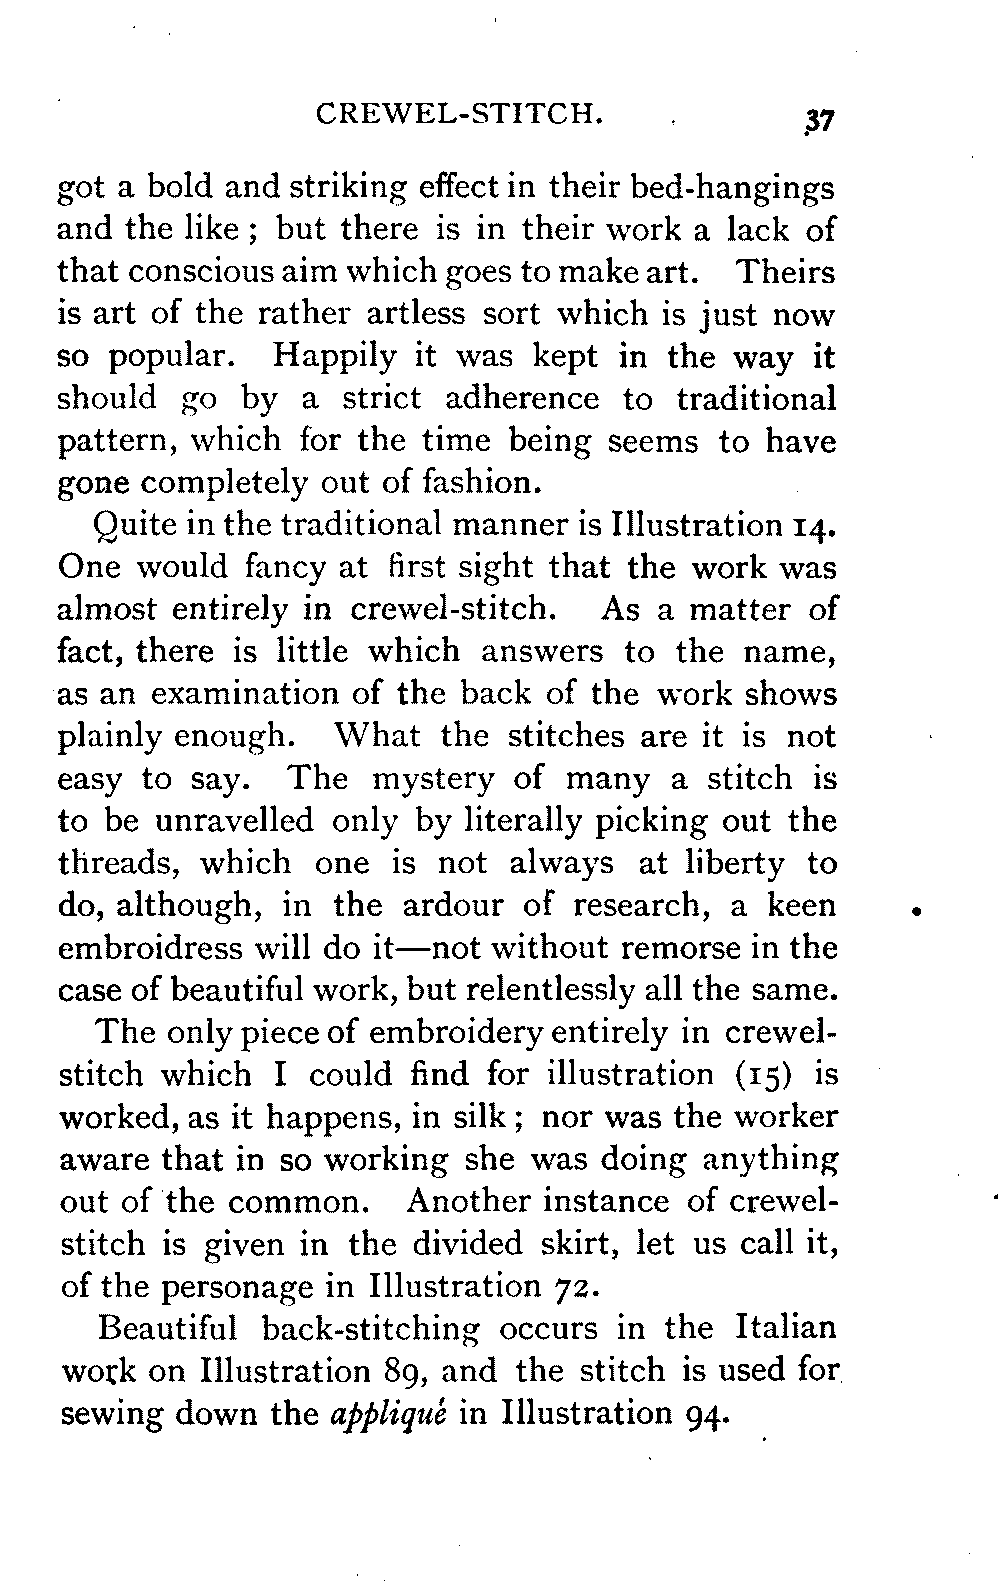 CREWEL-STITCH. 37
got a bold and striking effect in their bed-hangings
and the like ; but there is in their work a lack of
that conscious aim which goes to make art. Theirs
is art of the rather artless sort which is just now
so popular. Happily it was kept in the way it
should go by a strict adherence to traditional
pattern, which for the time being seems to have
gone completely out of fashion.
Quite in the traditional manner is Illustration 14.
One would fancy at first sight that the work was
almost entirely in crewel-stitch. As a matter of
fact, there is little which answers to the name,
as an examination of the back of the work shows
plainly enough. What the stitches are it is not
easy to say. The mystery of many a stitch is
to be unravelled only by literally picking out the
threads, which one is not always at liberty to
do, although, in the ardour of research, a keen
embroidress will do it—not without remorse in the
case of beautiful work, but relentlessly all the same.
The only piece of embroidery entirely in crewel-
stitch which I could find for illustration (15) is
worked, as it happens, in silk ; nor was the worker
aware that in so working she was doing anything
out of the common. Another instance of crewel-
stitch is given in the divided skirt, let us call it,
of the personage in Illustration 72.
Beautiful back-stitching occurs in the Italian
work on Illustration 89, and the stitch is used for
sewing down the appliqué in Illustration 94.